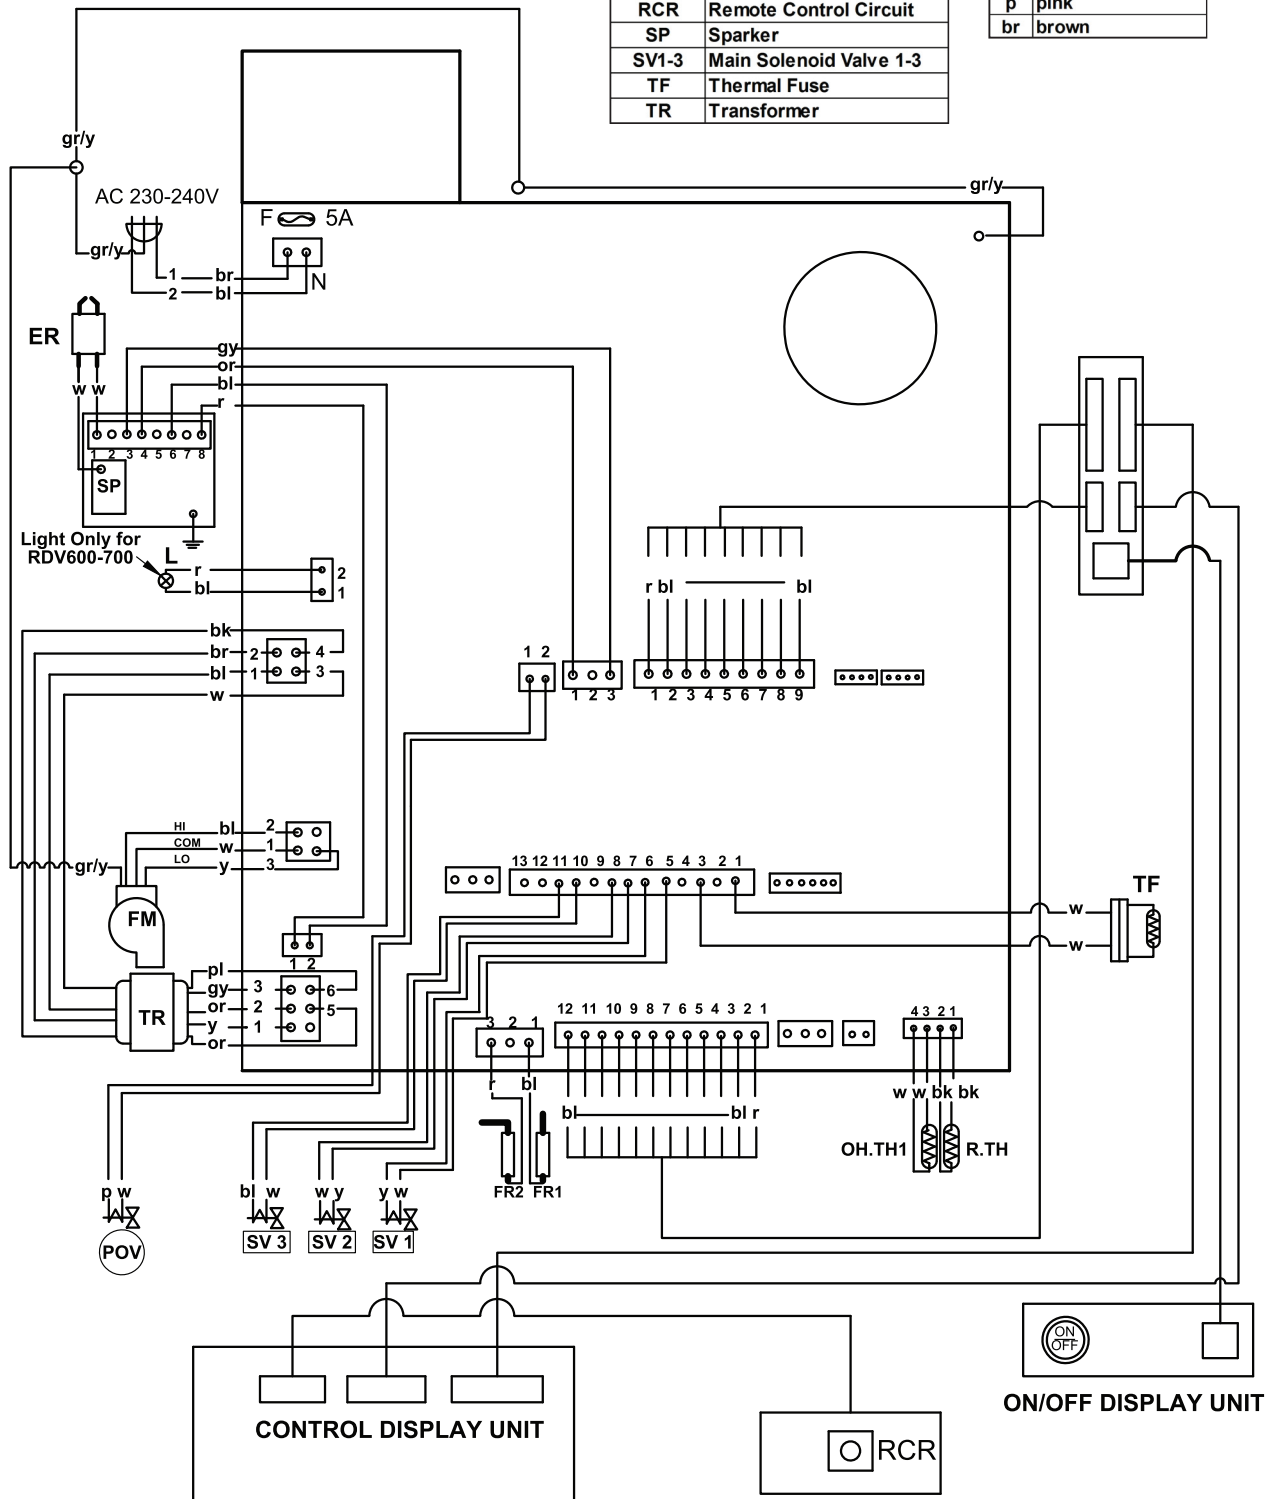 RCR Remote Control Circuit
SP Sparker
SV1-3 Main Solenoid Valve 1-3
TF Thermal Fuse
TR Transformer
p pink
br brown
gr/y
gr/y
AC 230-240V
F 5A
gr/y
1 br
2 bl
N
ER
w w
gy
or
bl
r
1 2 3 4 5 6 7 8
SP
Light Only for
RDV600-700
L
r 2
bl 1
bk
br 2 4
bl 1 3
w
r bl bl
1 2
1 2 3
1 2 3 4 5 6 7 8 9
HI bl 2
COM w 1
LO y 3
gr/y
FM
13 12 11 10 9 8 7 6 5 4 3 2 1
TF
w
w
1 2
pl
gy 3 6
or 2 5
y 1
or
TR
3 2 1
12 11 10 9 8 7 6 5 4 3 2 1
4 3 2 1
r bl
bl bl r
w w bk bk
OH.TH1 R.TH
FR2 FR1
p w
bl w
w y
y w
POV
SV 3
SV 2
SV 1
ON
OFF
ON/OFF DISPLAY UNIT
CONTROL DISPLAY UNIT
RCR